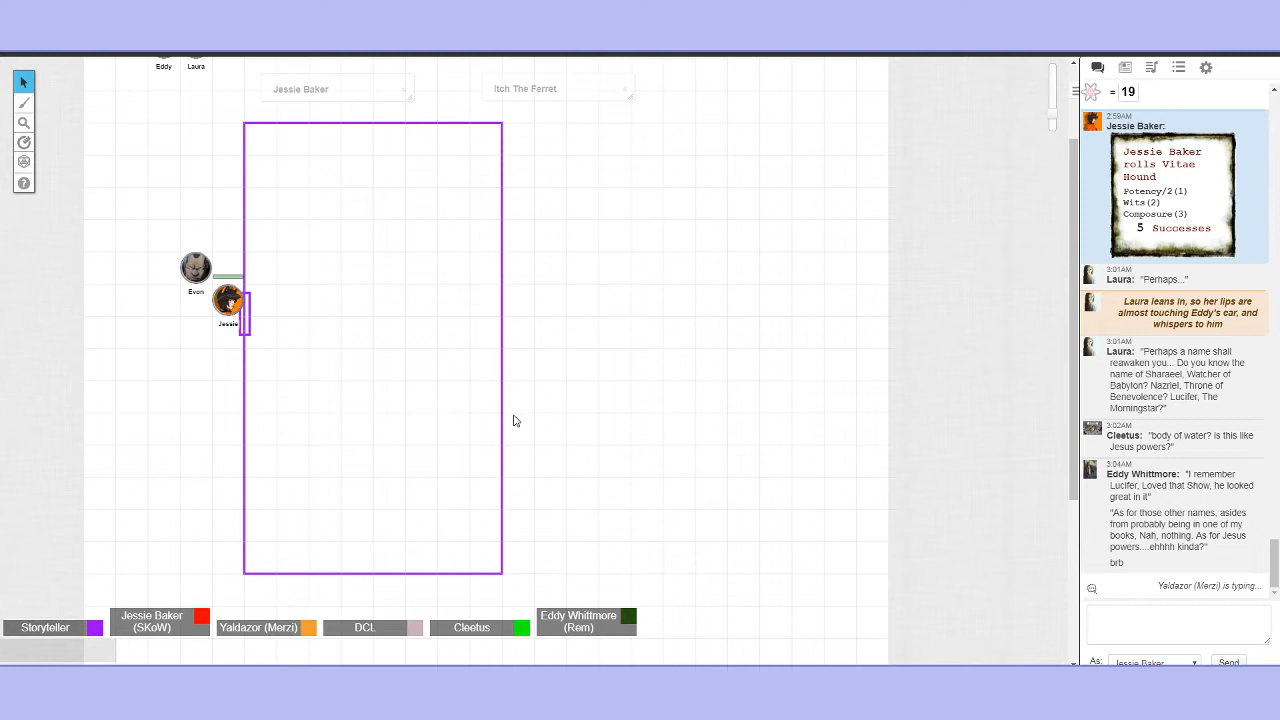 Eddy
Laura
Jessie Baker
Itch The Ferret
Evon
Jessie
= 19
2:59AM
Jessie Baker:
Jessie Baker
rolls Vitae
Hound
Potency/2(1)
Wits(2)
Composure(3)
5 Successes
3:01AM
Laura: "Perhaps..."
Laura leans in, so her lips are
almost touching Eddy's ear, and
whispers to him
3:01AM
Laura: "Perhaps a name shall
reawaken you... Do you know the
name of Sharaeel, Watcher of
Babylon? Nazriel, Throne of
Benevolence? Lucifer, The
Morningstar?"
3:02AM
Cleetus: "body of water? is this like
Jesus powers?"
3:04AM
Eddy Whittmore: "I remember
Lucifer, Loved that Show, he looked
great in it"
"As for those other names, asides
from probably being in one of my
books, Nah, nothing. As for Jesus
powers....ehhhh kinda?"
brb
Yaldazor (Merzi) is typing...
As: Jessie Baker
Send
Storyteller
Jessie Baker
(SKoW)
Yaldazor (Merzi)
DCL
Cleetus
Eddy Whittmore
(Rem)